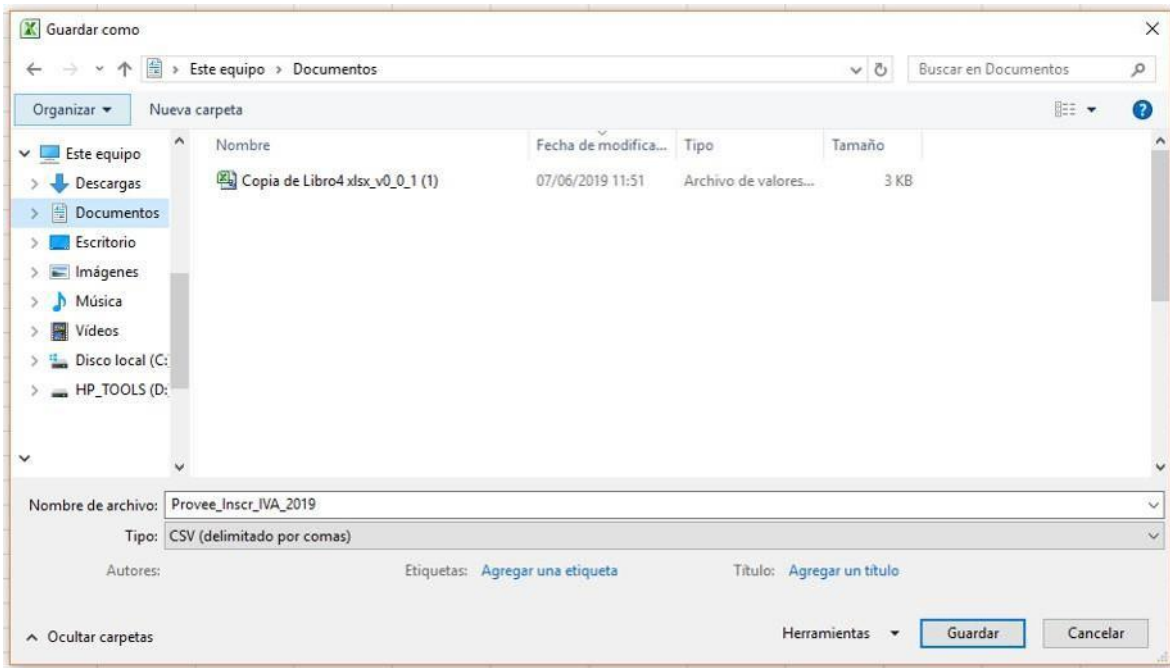 Guardar como
Este equipo > Documentos
Buscar en Documentos
Organizar
Nueva carpeta
Nombre
Fecha de modifica...
Tipo
Tamaño
Este equipo
Descargas
Documentos
Escritorio
Imágenes
Música
Vídeos
Disco local (C:
HP_TOOLS (D:
Copia de Libro4 xlsx_v0_0_1 (1)
07/06/2019 11:51
Archivo de valores...
3 KB
Nombre de archivo: Provee_Inscr_IVA_2019
Tipo: CSV (delimitado por comas)
Autores:
Etiquetas: Agregar una etiqueta
Título: Agregar un título
Ocultar carpetas
Herramientas
Guardar
Cancelar